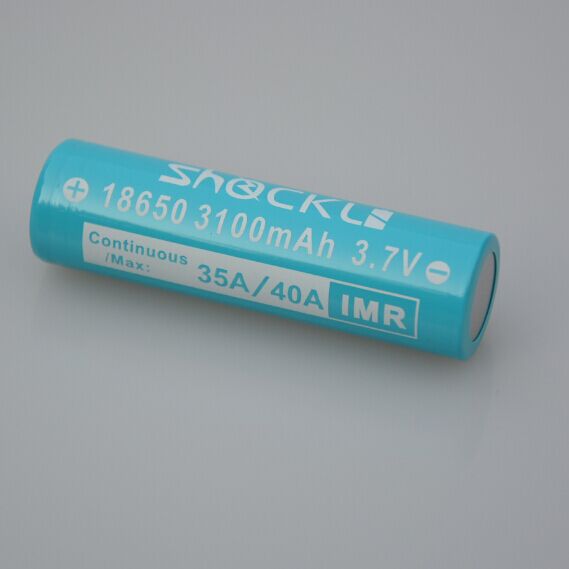 ShOCKLi
+ 18650 3100mAh 3.7V -
Continuous
/Max: 35A/40A IMR